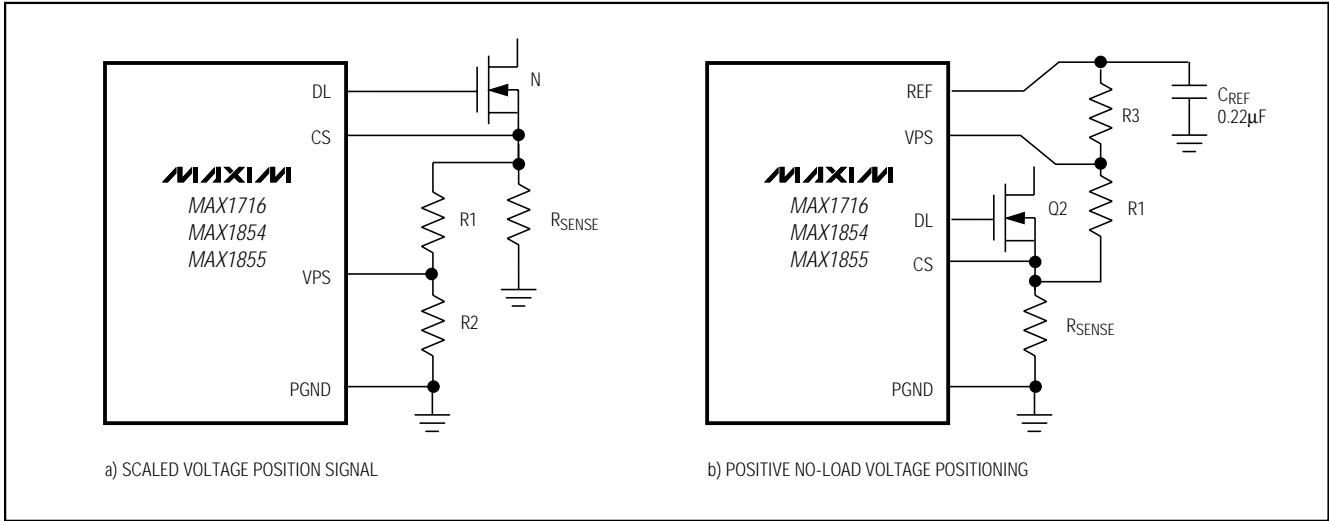 DL
N
CS
MAXIM
MAX1716
MAX1854
MAX1855
R1
RSENSE
VPS
R2
PGND
a) SCALED VOLTAGE POSITION SIGNAL
REF
CREF
0.22µF
R3
VPS
MAXIM
MAX1716
MAX1854
MAX1855
Q2
R1
DL
CS
RSENSE
PGND
b) POSITIVE NO-LOAD VOLTAGE POSITIONING